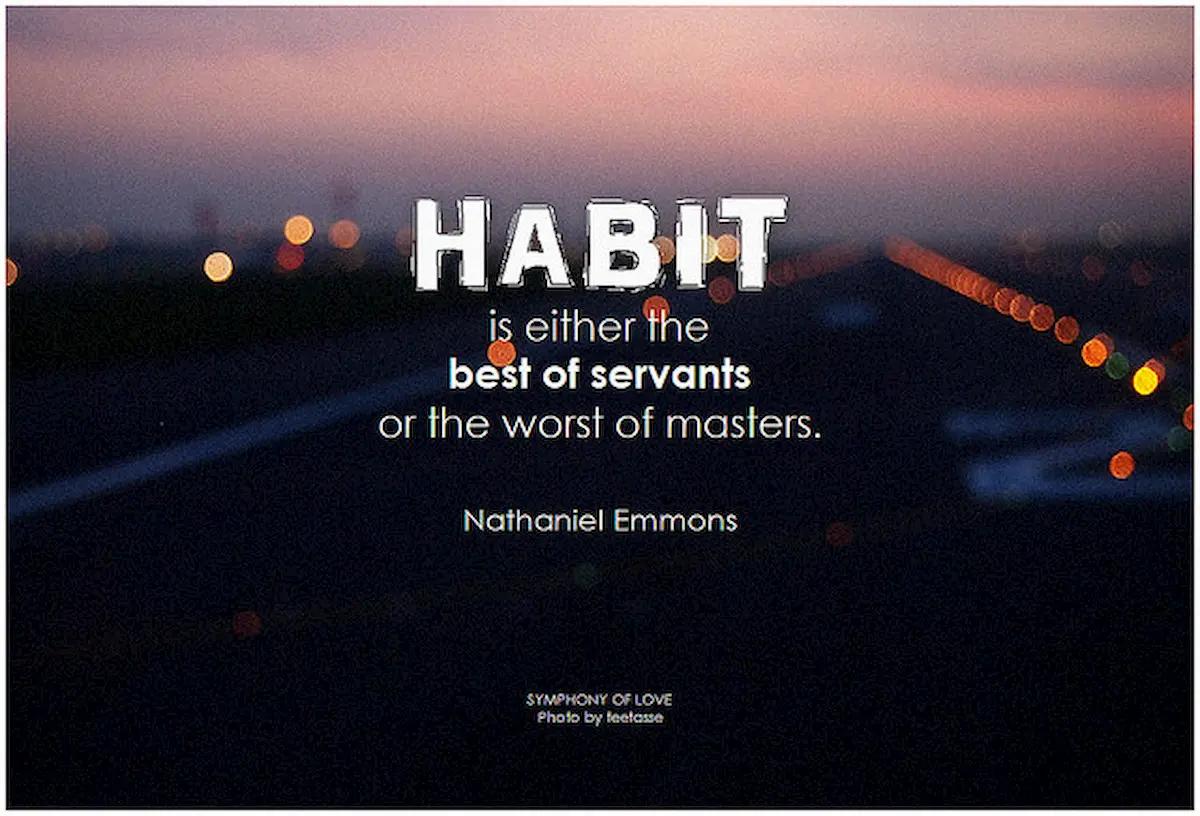 HABIT
is either the
best of servants
or the worst of masters.
Nathaniel Emmons
SYMPHONY OF LOVE
Photo by teetasse